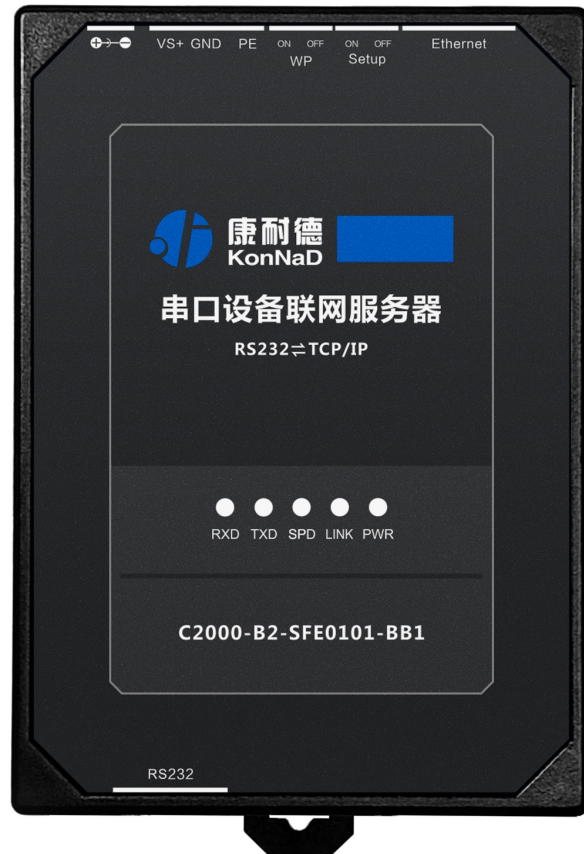 VS+ GND PE ON OFF ON OFF Ethernet
WP Setup
康耐德
KonNaD
串口设备联网服务器
RS232⇌TCP/IP
RXD TXD SPD LINK PWR
C2000-B2-SFE0101-BB1
RS232